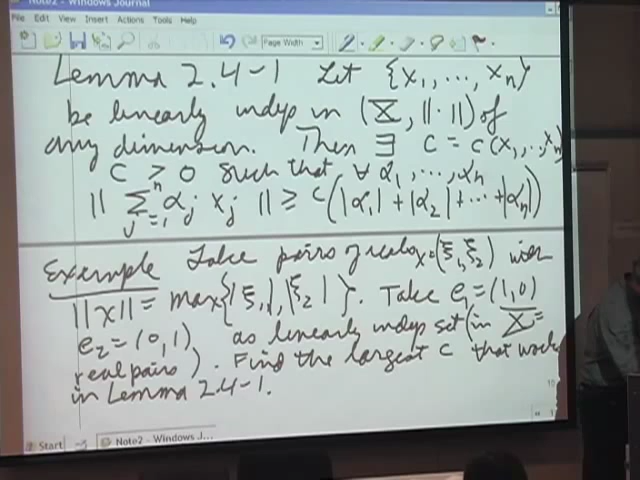 Note2 - Windows Journal
File Edit View Insert Actions Tools Help
Page Width
Lemma 2.4-1 Let {x₁, ..., xₙ}
be linearly indep in (X, ||·||) of
any dimension. Then ∃ c = c(x₁,..,xₙ)
c > 0 such that ∀ α₁, ..., αₙ
|| Σⱼ₌₁ⁿ αⱼ xⱼ || ≥ c(|α₁| + |α₂| + ... + |αₙ|)
Example Take pairs of reals x = (ξ₁, ξ₂) with
||x|| = max{|ξ₁|, |ξ₂|}. Take e₁ = (1,0)
e₂ = (0,1) as linearly indep set (in X =
real pairs). Find the largest c that work
in Lemma 2.4-1.
10
Start Note2 - Windows J...